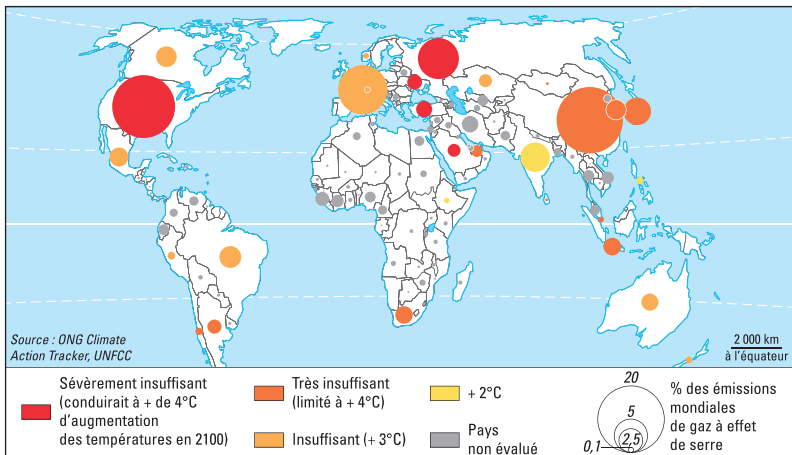 Source : ONG Climate
Action Tracker, UNFCC
2 000 km
à l'équateur
Sévèrement insuffisant
(conduirait à + de 4°C
d'augmentation
des températures en 2100)
Très insuffisant
(limité à + 4°C)
Insuffisant (+ 3°C)
+ 2°C
Pays
non évalué
20
5
2,5
0,1
% des émissions
mondiales
de gaz à effet
de serre